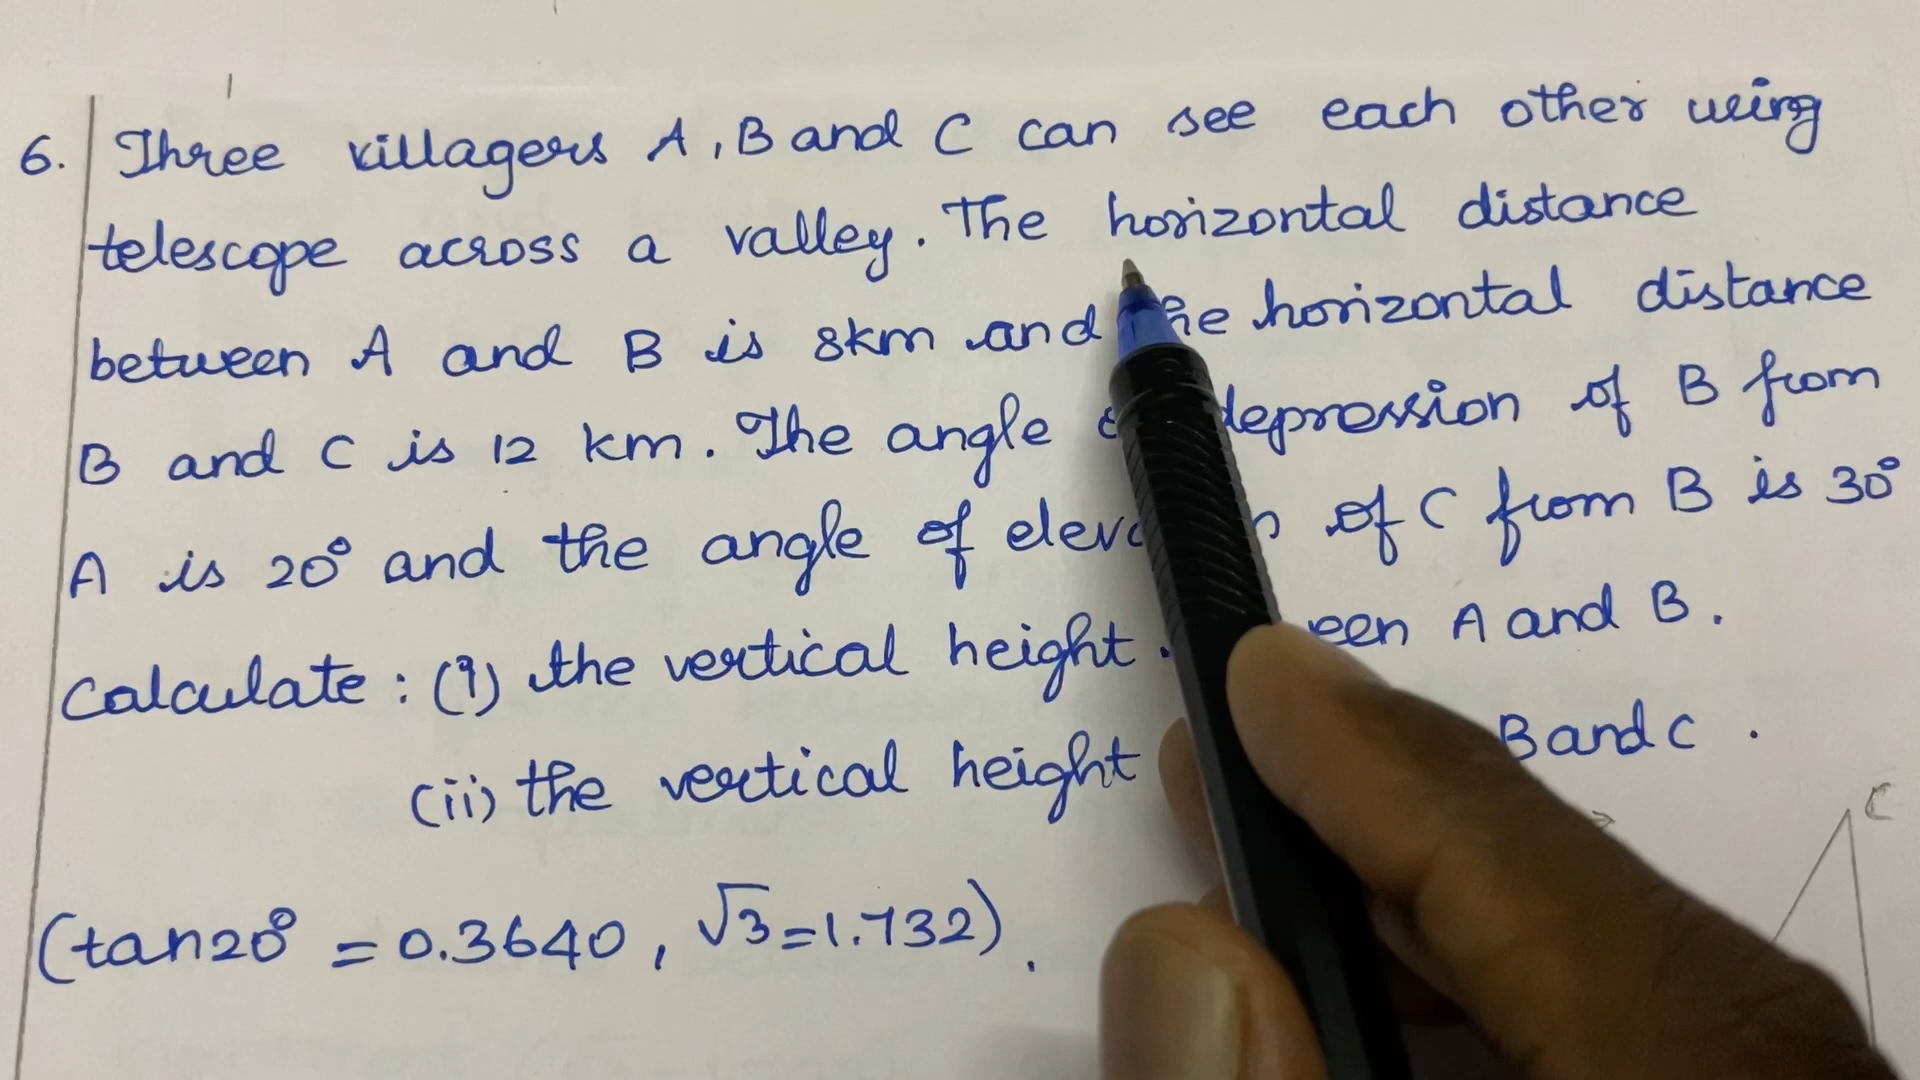 6. Three villagers A, B and C can see each other using
telescope across a valley. The horizontal distance
between A and B is 8km and horizontal distance
B and C is 12 km. The angle depression of B from
A is 20° and the angle of of C from B is 30°
Calculate : (i) the vertical height A and B.
(ii) the vertical height B and C.
(tan20° = 0.3640, √3=1.732).
C